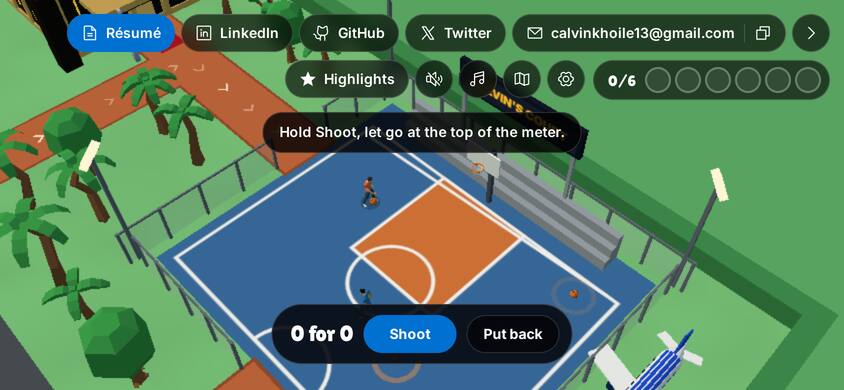 Résumé
LinkedIn
GitHub
Twitter
calvinkhoile13@gmail.com
Highlights
0/6
Hold Shoot, let go at the top of the meter.
0 for 0
Shoot
Put back